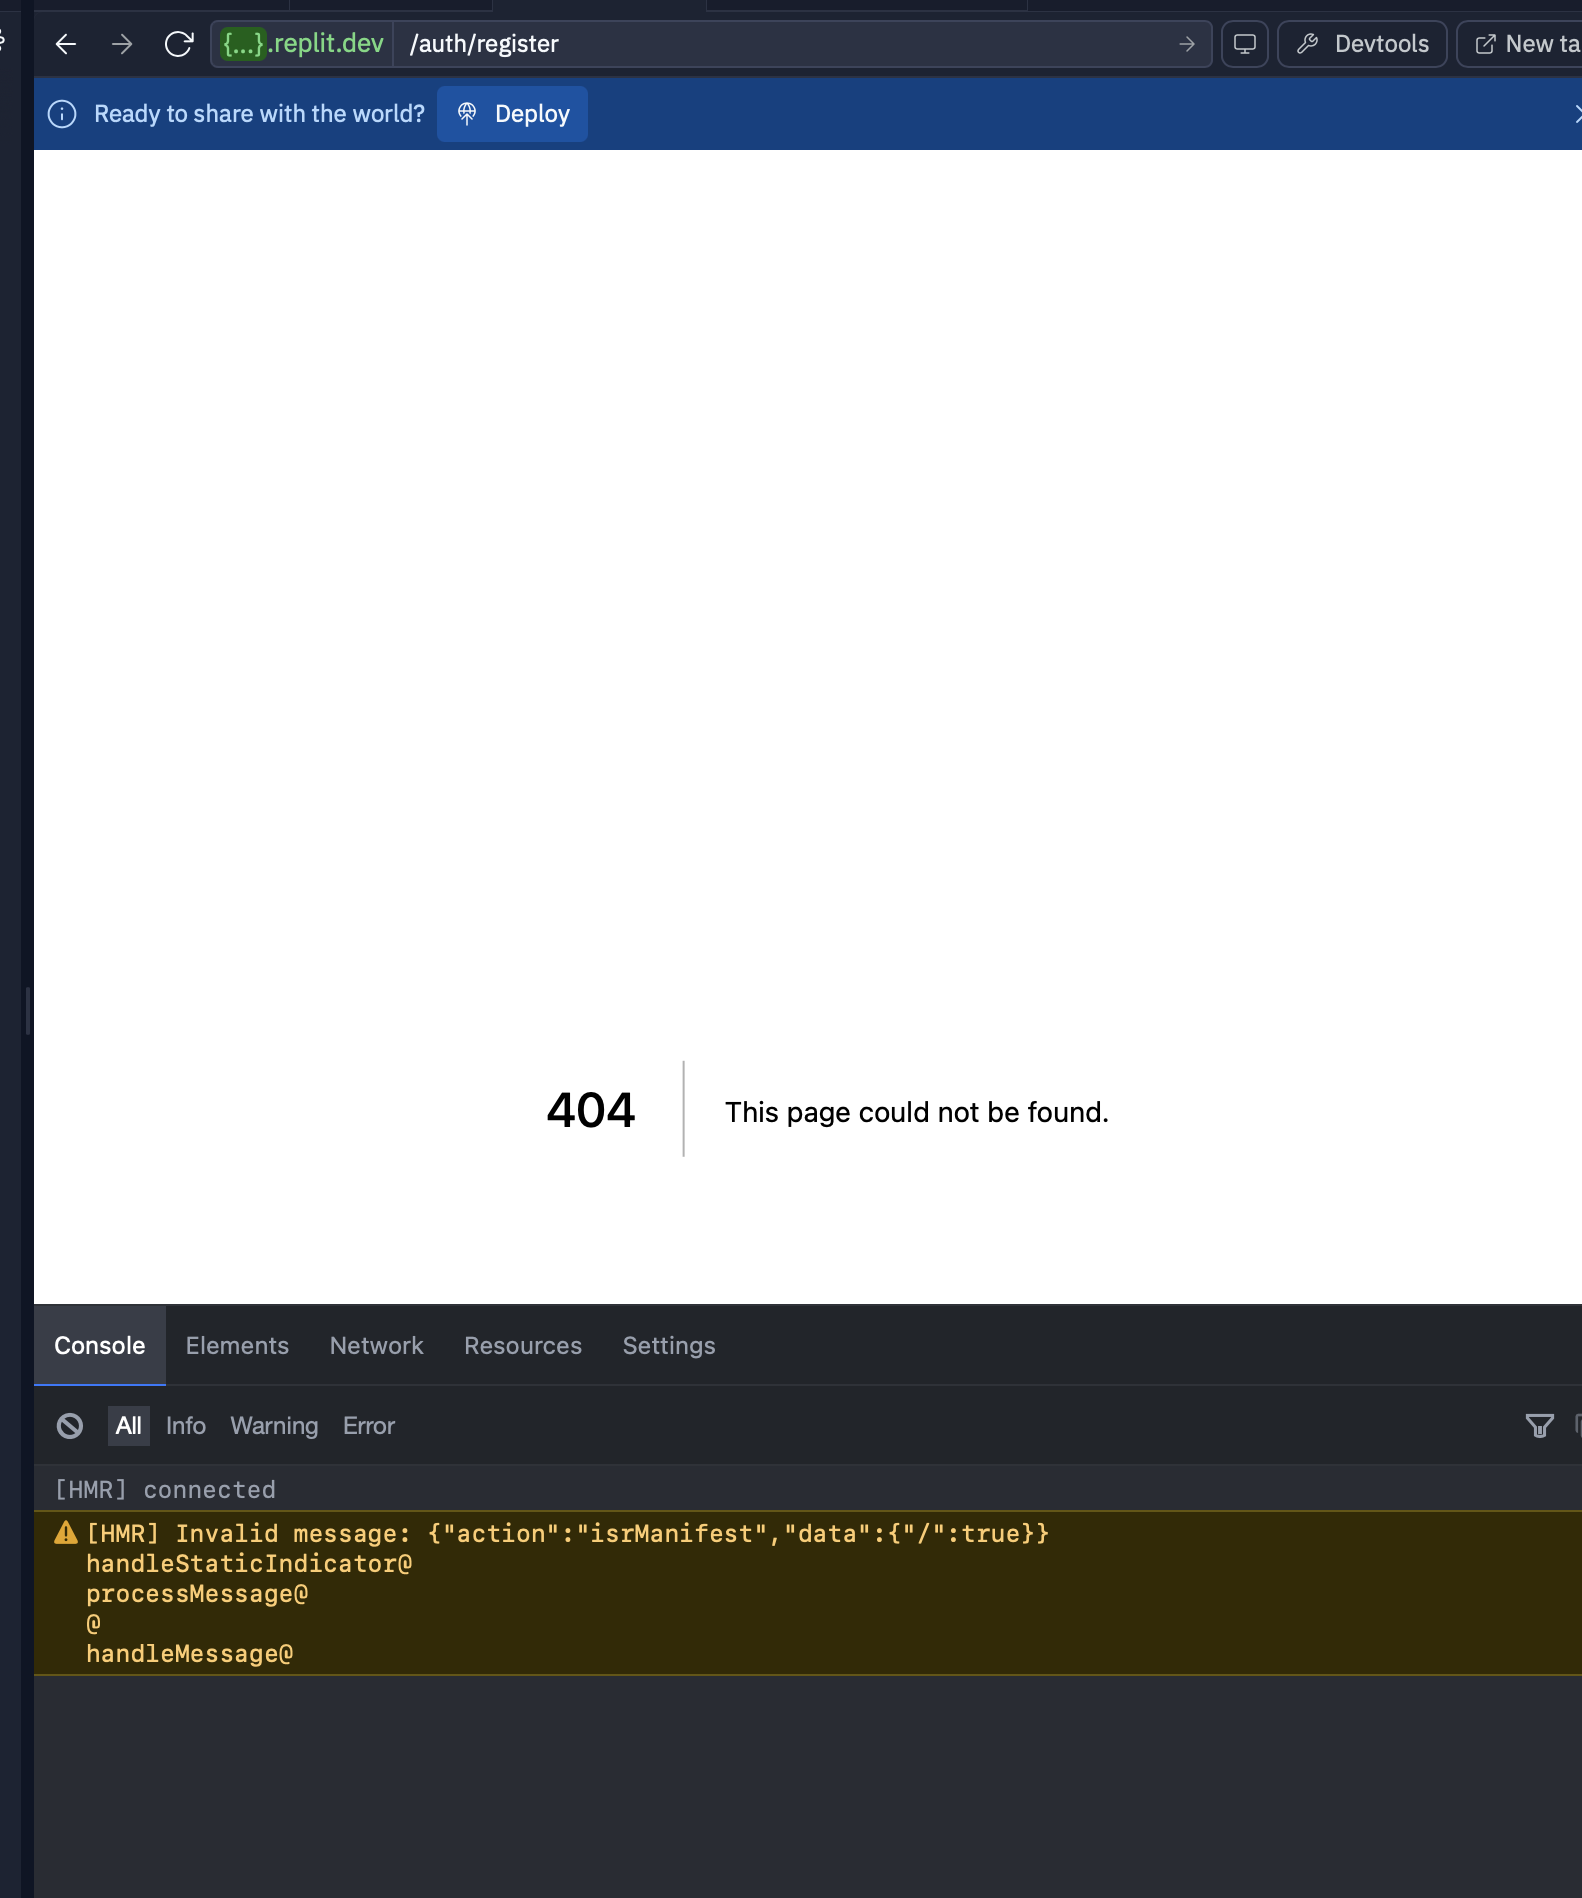 {...}.replit.dev /auth/register Devtools New ta
Ready to share with the world? Deploy
404 This page could not be found.
Console Elements Network Resources Settings
All Info Warning Error
[HMR] connected
[HMR] Invalid message: {"action":"isrManifest","data":{"/":true}}
handleStaticIndicator@
processMessage@
@
handleMessage@